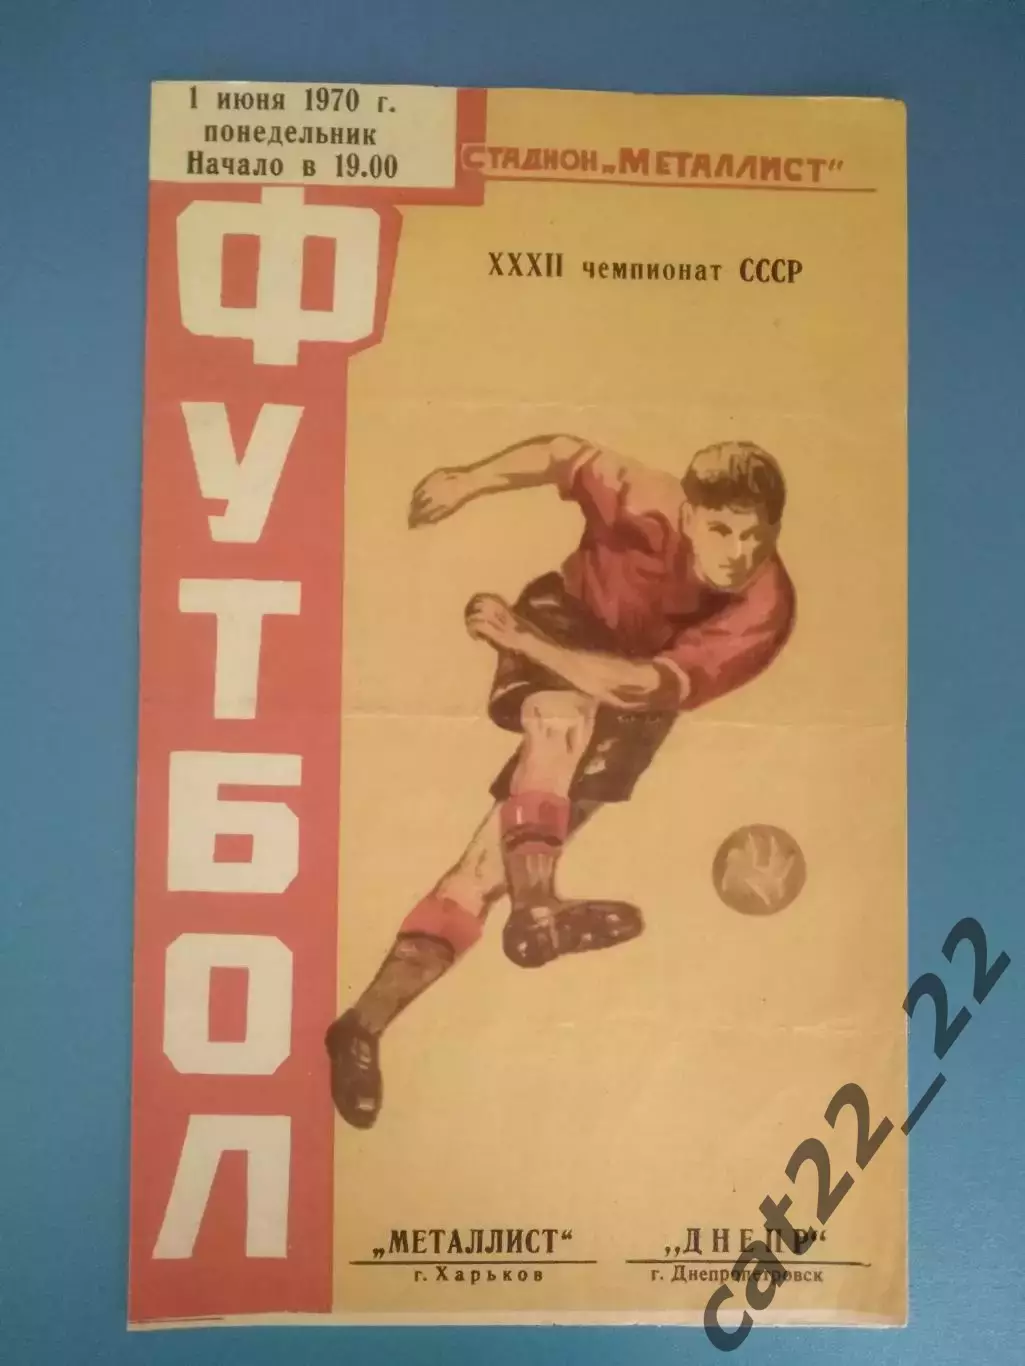 1 июня 1970 г.
понедельник
Начало в 19.00
СТАДИОН „МЕТАЛЛИСТ“
XXXII чемпионат СССР
ФУТБОЛ
„МЕТАЛЛИСТ“
г. Харьков
„ДНЕПР“
г. Днепропетровск
cat22_22